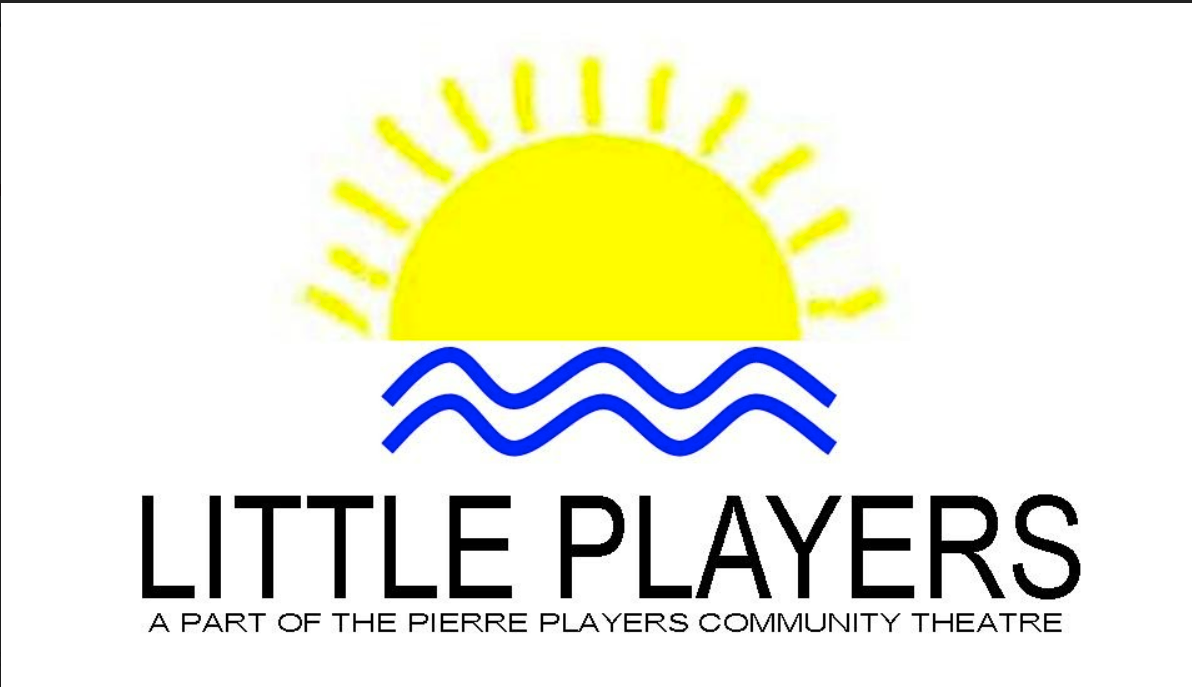 LITTLE PLAYERS
A PART OF THE PIERRE PLAYERS COMMUNITY THEATRE